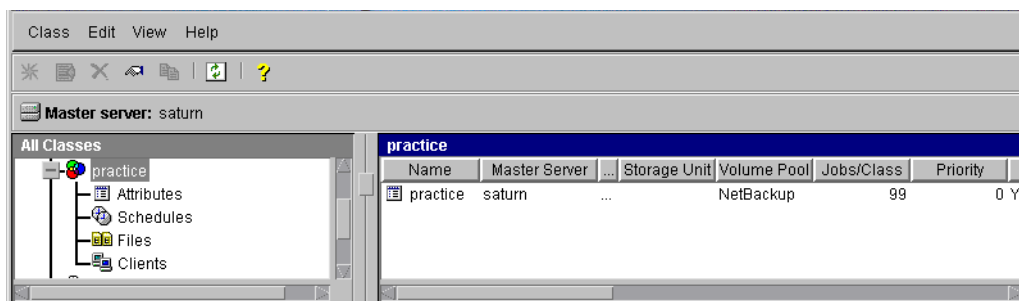 Class Edit View Help
?
Master server: saturn
All Classes
practice
Attributes
Schedules
Files
Clients
practice
Name Master Server ... Storage Unit Volume Pool Jobs/Class Priority
practice saturn ... NetBackup 99 0 Y